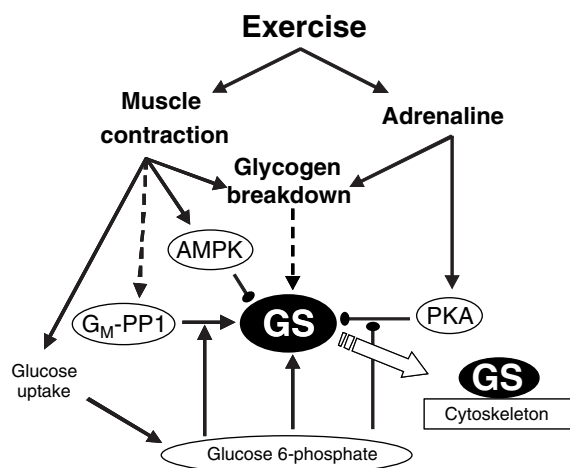 Exercise
Muscle
contraction
Adrenaline
Glycogen
breakdown
AMPK
GM-PP1
GS
PKA
Glucose
uptake
GS
Cytoskeleton
Glucose 6-phosphate